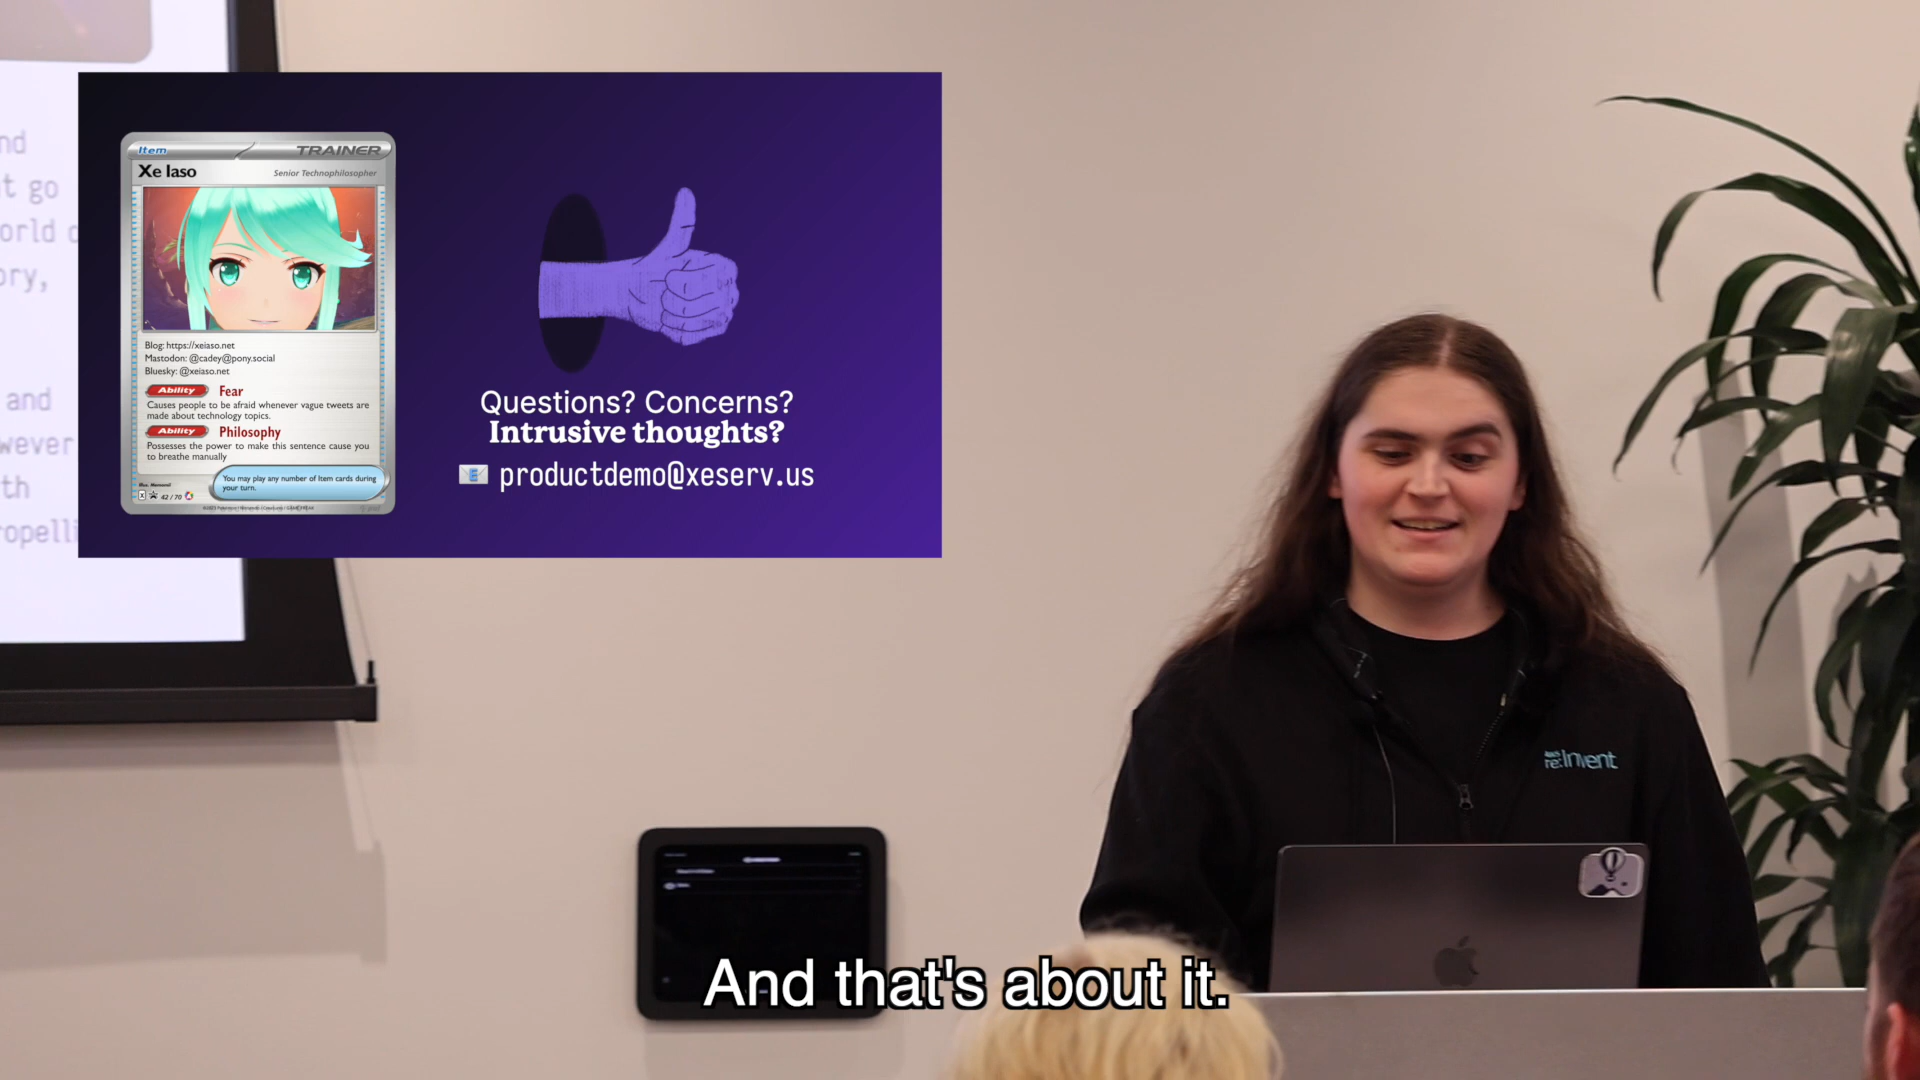 nd
t go
orld c
ory,
and
wever
th
ropelli
Item
TRAINER
Xe Iaso
Senior Technophilosopher
Blog: https://xeiaso.net
Mastodon: @cadey@pony.social
Bluesky: @xeiaso.net
Ability Fear
Causes people to be afraid whenever vague tweets are
made about technology topics.
Ability Philosophy
Possesses the power to make this sentence cause you
to breathe manually
You may play any number of Item cards during
your turn.
42 / 70
Questions? Concerns?
Intrusive thoughts?
productdemo@xeserv.us
aws
re:Invent
And that's about it.